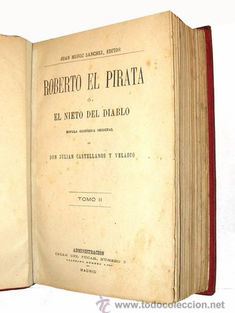 JUAN MUÑOZ SANCHEZ, EDITOR
ROBERTO EL PIRATA
Ó
EL NIETO DEL DIABLO
NOVELA HISTÓRICA ORIGINAL
DE
DON JULIAN CASTELLANOS Y VELASCO
TOMO II
ADMINISTRACION
MADRID
www.todocoleccion.net